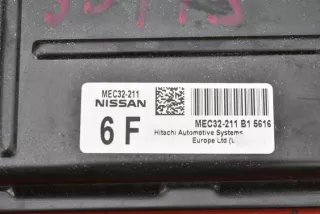 MEC32-211
NISSAN
6 F
MEC32-211 B1 5616
Hitachi Automotive Systems
Europe Ltd (